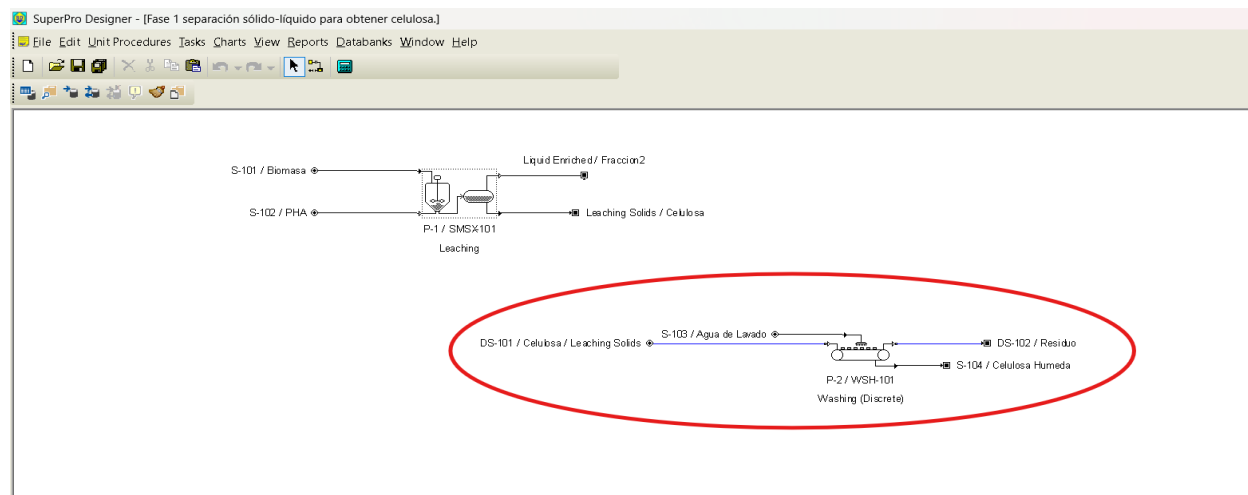 SuperPro Designer - [Fase 1 separación sólido-líquido para obtener celulosa.]
File Edit Unit Procedures Tasks Charts View Reports Databanks Window Help
Liquid Enriched / Fraccion2
S-101 / Biomasa
S-102 / PHA
Leaching Solids / Celulosa
P-1 / SMSX-101
Leaching
S-103 / Agua de Lavado
DS-101 / Celulosa / Leaching Solids
DS-102 / Residuo
S-104 / Celulosa Humeda
P-2 / WSH-101
Washing (Discrete)